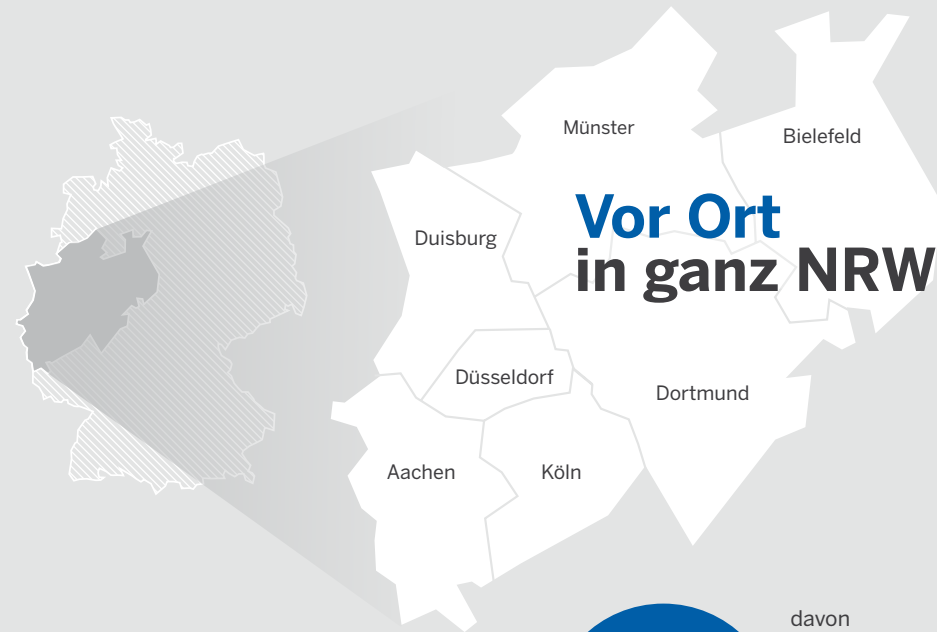 Münster
Bielefeld
Vor Ort
in ganz NRW
Duisburg
Düsseldorf
Dortmund
Aachen
Köln
davon